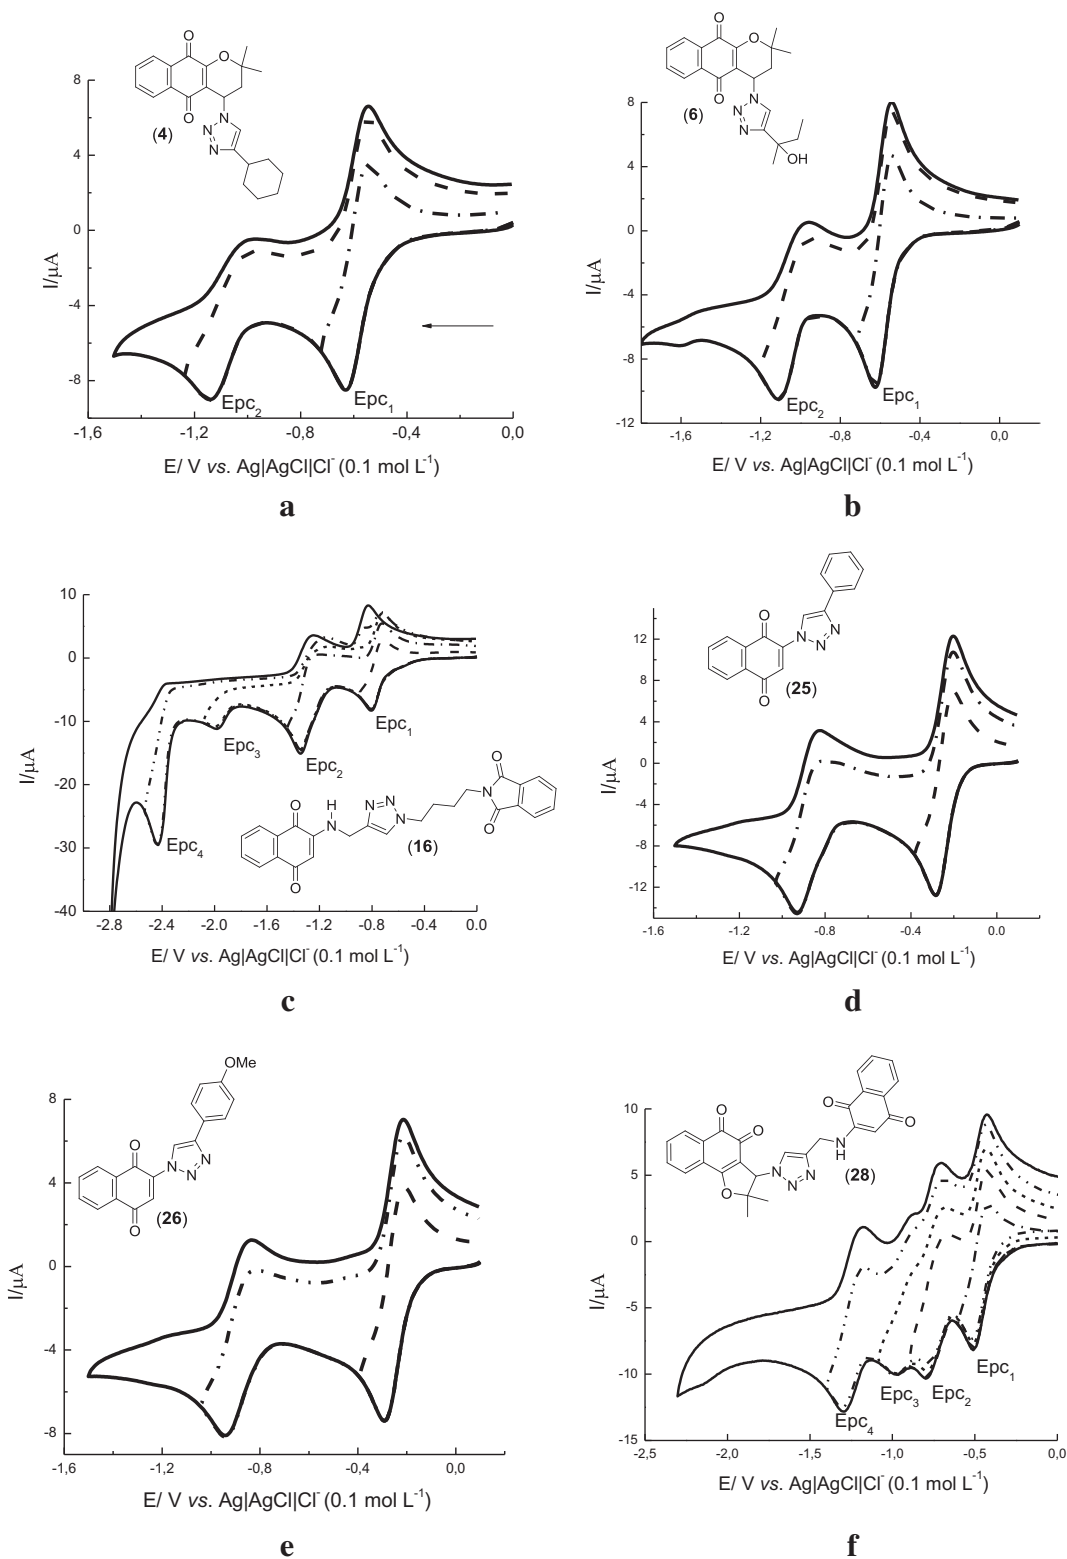 O
O
O
N
N
N
(4)
8
4
0
-4
-8
I/μA
Epc2
Epc1
-1,6
-1,2
-0,8
-0,4
0,0
E/ V vs. Ag|AgCl|Cl- (0.1 mol L-1)
a
O
O
O
N
N
N
OH
(6)
8
4
0
-4
-8
-12
I/μA
Epc2
Epc1
-1,6
-1,2
-0,8
-0,4
0,0
E/ V vs. Ag|AgCl|Cl- (0.1 mol L-1)
b
10
0
-10
-20
-30
-40
I/μA
Epc1
Epc2
Epc3
Epc4
O
O
H
N
N
N
N
N
O
O
(16)
-2.8
-2.4
-2.0
-1.6
-1.2
-0.8
-0.4
0.0
E/ V vs. Ag|AgCl|Cl- (0.1 mol L-1)
c
O
O
N
N
N
(25)
12
8
4
0
-4
-8
-12
I/μA
-1.6
-1.2
-0.8
-0.4
0.0
E/ V vs. Ag|AgCl|Cl- (0.1 mol L-1)
d
OMe
O
O
N
N
N
(26)
8
4
0
-4
-8
I/μA
-1,6
-1,2
-0,8
-0,4
0,0
E/ V vs. Ag|AgCl|Cl- (0.1 mol L-1)
e
O
O
O
N
N
N
N
H
O
O
(28)
10
5
0
-5
-10
-15
I/μA
Epc1
Epc2
Epc3
Epc4
-2,5
-2,0
-1,5
-1,0
-0,5
0,0
E/ V vs. Ag|AgCl|Cl- (0.1 mol L-1)
f